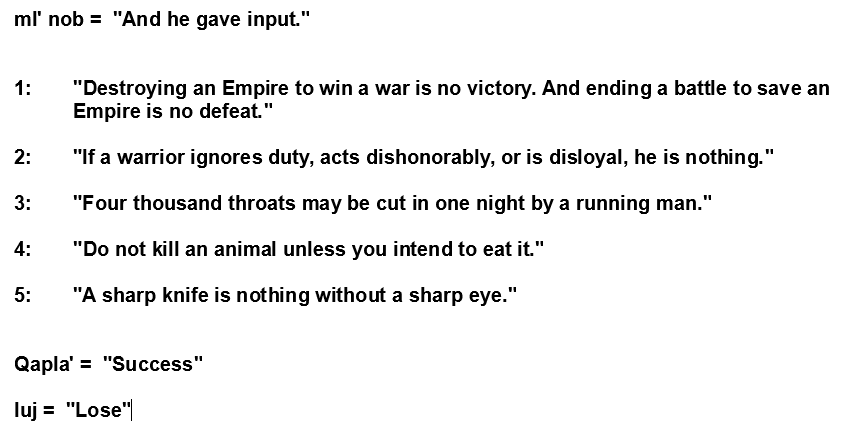 mI' nob = "And he gave input."
1: "Destroying an Empire to win a war is no victory. And ending a battle to save an
Empire is no defeat."
2: "If a warrior ignores duty, acts dishonorably, or is disloyal, he is nothing."
3: "Four thousand throats may be cut in one night by a running man."
4: "Do not kill an animal unless you intend to eat it."
5: "A sharp knife is nothing without a sharp eye."
Qapla' = "Success"
luj = "Lose"